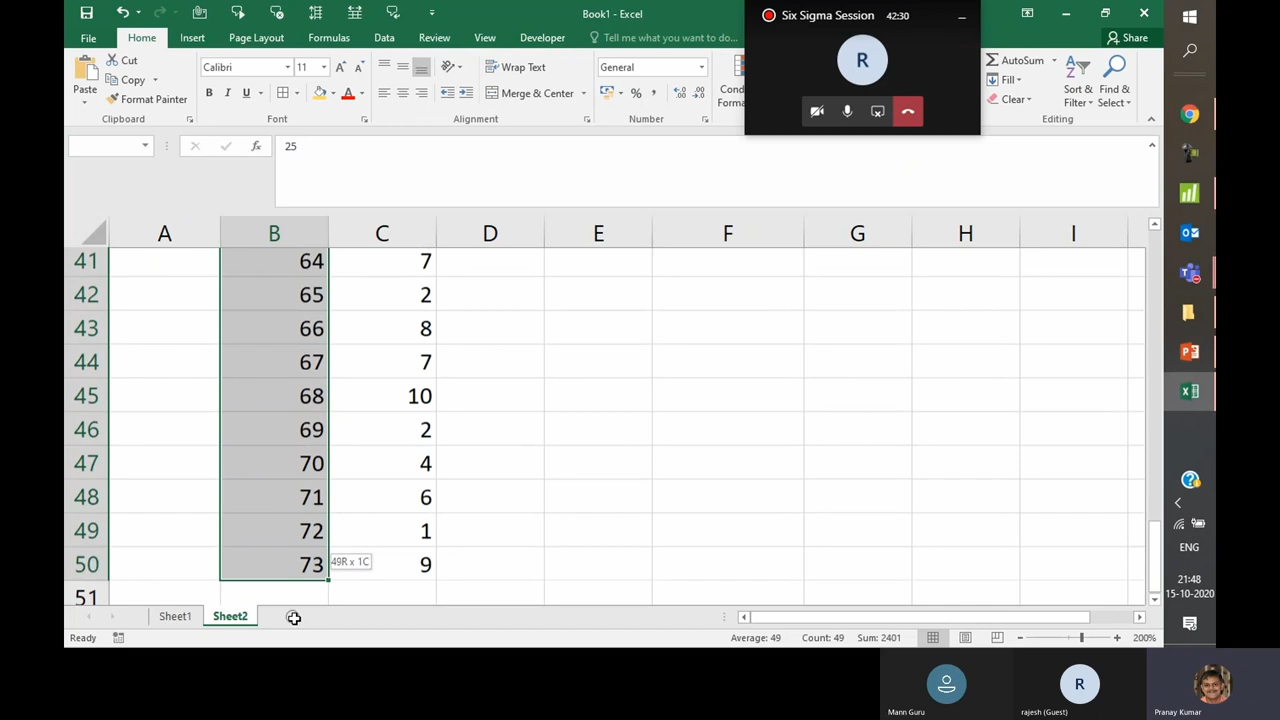 Book1 - Excel
Six Sigma Session 42:30
R
File Home Insert Page Layout Formulas Data Review View Developer Tell me what you want to do... Share
Paste
Cut
Copy
Format Painter
Clipboard
Calibri 11
B I U
Font
Wrap Text
Merge & Center
Alignment
General
Number
Cond
Form
AutoSum
Fill
Clear
Sort &
Filter
Find &
Select
Editing
25
A B C D E F G H I
41 64 7
42 65 2
43 66 8
44 67 7
45 68 10
46 69 2
47 70 4
48 71 6
49 72 1
50 73 49R x 1C 9
51
Sheet1 Sheet2
Ready Average: 49 Count: 49 Sum: 2401 200%
ENG
21:48
15-10-2020
R
Mann Guru rajesh (Guest) Pranay Kumar